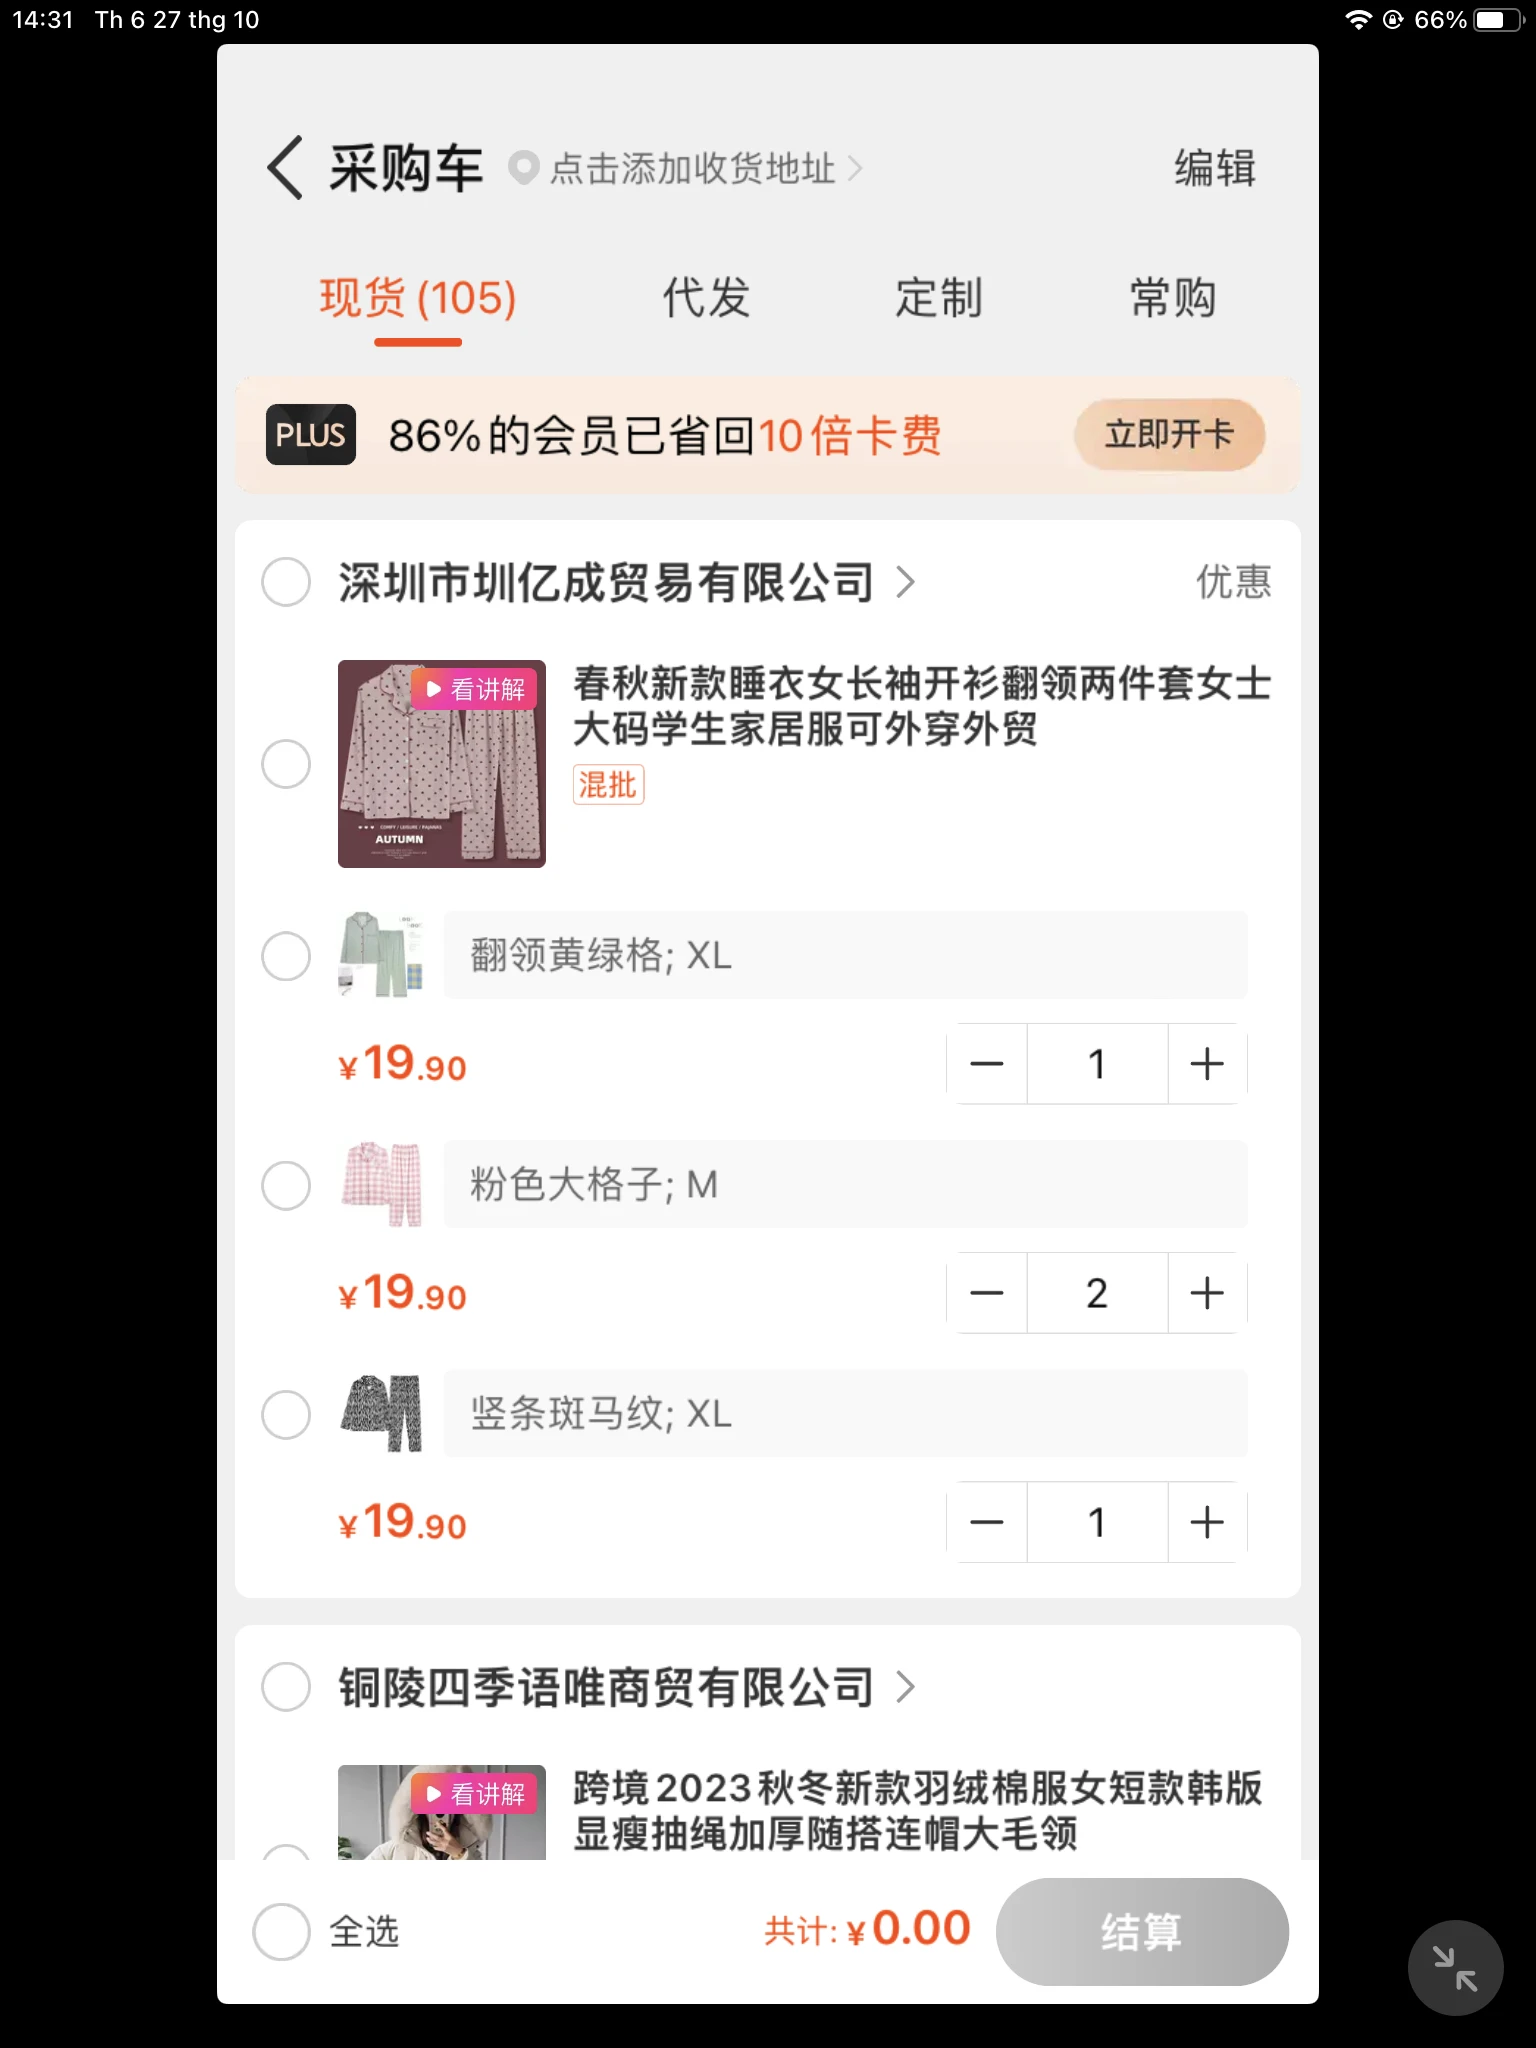 14:31 Th 6 27 thg 10
66%
采购车 点击添加收货地址
编辑
现货(105) 代发 定制 常购
PLUS 86%的会员已省回10倍卡费 立即开卡
深圳市圳亿成贸易有限公司 优惠
看讲解
春秋新款睡衣女长袖开衫翻领两件套女士
大码学生家居服可外穿外贸
混批
COMFY / LEISURE / PAJAMAS
AUTUMN
翻领黄绿格; XL
¥19.90 1
粉色大格子; M
¥19.90 2
竖条斑马纹; XL
¥19.90 1
铜陵四季语唯商贸有限公司
看讲解
跨境2023秋冬新款羽绒棉服女短款韩版
显瘦抽绳加厚随搭连帽大毛领
全选 共计: ¥0.00 结算